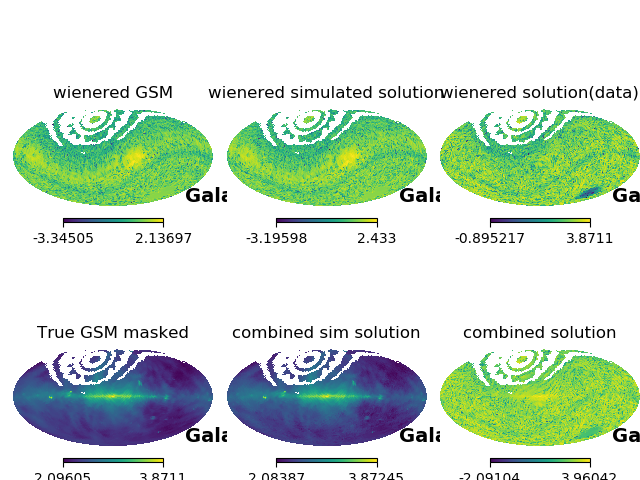 wienered GSM
wienered simulated solution
wienered solution(data)
Gala
Gala
Ga
-3.34505 2.13697
-3.19598 2.433
-0.895217 3.8711
True GSM masked
combined sim solution
combined solution
Gala
Gala
Ga
2.09605 3.8711
2.08387 3.87245
-2.09104 3.96042